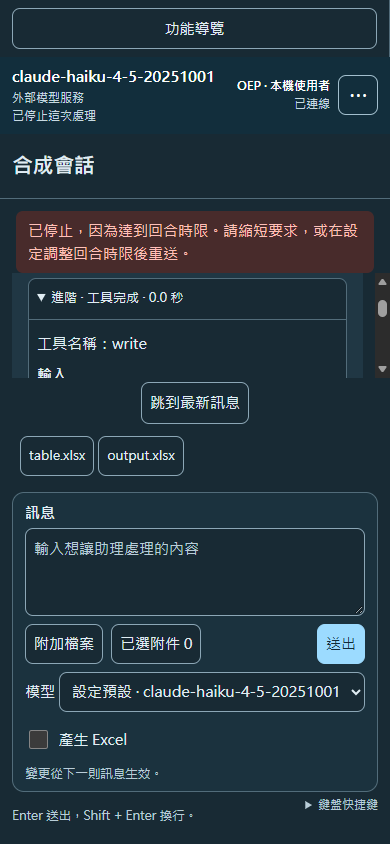 功能導覽
claude-haiku-4-5-20251001
外部模型服務
已停止這次處理
OEP · 本機使用者
已連線
...
合成會話
已停止，因為達到回合時限。請縮短要求，或在設
定調整回合時限後重送。
▼ 進階 · 工具完成 · 0.0 秒
工具名稱：write
輸入
跳到最新訊息
table.xlsx
output.xlsx
訊息
輸入想讓助理處理的內容
附加檔案
已選附件 0
送出
模型
設定預設 · claude-haiku-4-5-20251001
產生 Excel
變更從下一則訊息生效。
▶ 鍵盤快捷鍵
Enter 送出，Shift + Enter 換行。